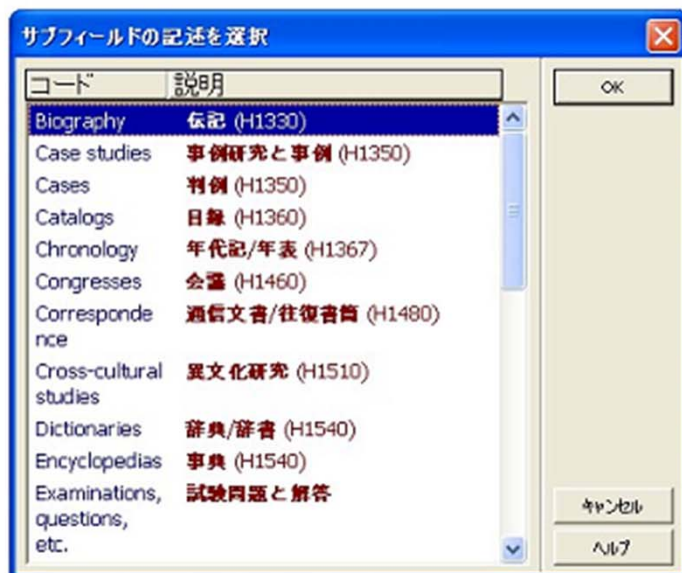 サブフィールドの記述を選択
コード 説明
OK
Biography 伝記 (H1330)
Case studies 事例研究と事例 (H1350)
Cases 判例 (H1350)
Catalogs 目録 (H1360)
Chronology 年代記/年表 (H1367)
Congresses 会議 (H1460)
Corresponde 通信文書/往復書簡 (H1480)
nce
Cross-cultural 異文化研究 (H1510)
studies
Dictionaries 辞典/辞書 (H1540)
Encyclopedias 事典 (H1540)
Examinations, 試験問題と解答
questions,
etc.
キャンセル
ヘルプ